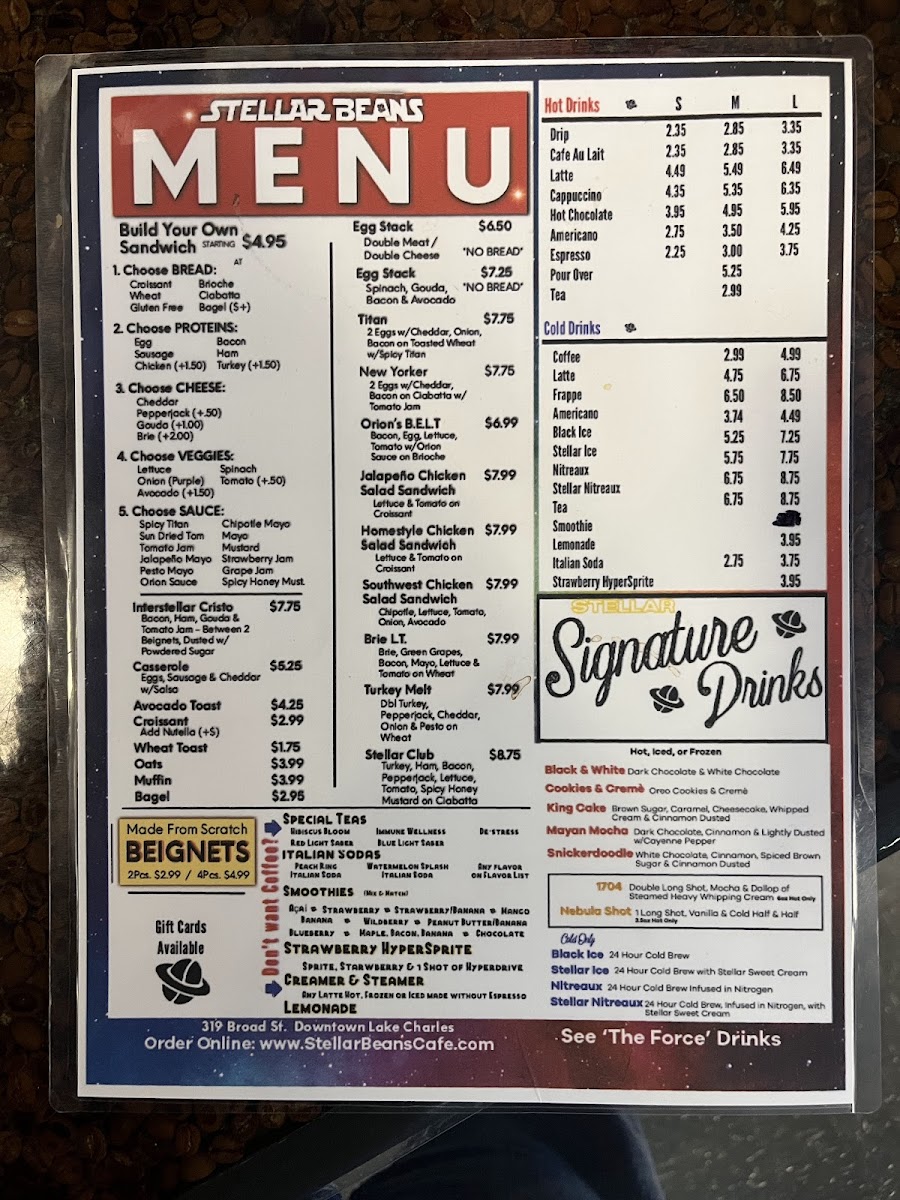 STELLAR BEANS
MENU
Build Your Own
Sandwich STARTING AT $4.95
1. Choose BREAD:
Croissant Brioche
Wheat Ciabatta
Gluten Free Bagel ($+)
2. Choose PROTEINS:
Egg Bacon
Sausage Ham
Chicken (+1.50) Turkey (+1.50)
3. Choose CHEESE:
Cheddar
Pepperjack (+.50)
Gouda (+1.00)
Brie (+2.00)
4. Choose VEGGIES:
Lettuce Spinach
Onion (Purple) Tomato (+.50)
Avocado (+1.50)
5. Choose SAUCE:
Spicy Titan Chipotle Mayo
Sun Dried Tom Mayo
Tomato Jam Mustard
Jalapeño Mayo Strawberry Jam
Pesto Mayo Grape Jam
Orion Sauce Spicy Honey Must.
Interstellar Cristo $7.75
Bacon, Ham, Gouda &
Tomato Jam - Between 2
Beignets, Dusted w/
Powdered Sugar
Casserole $5.25
Eggs, Sausage & Cheddar
w/Salsa
Avocado Toast $4.25
Croissant $2.99
Add Nutella (+$)
Wheat Toast $1.75
Oats $3.99
Muffin $3.99
Bagel $2.95
Egg Stack $6.50
Double Meat /
Double Cheese *NO BREAD*
Egg Stack $7.25
Spinach, Gouda, *NO BREAD*
Bacon & Avocado
Titan $7.75
2 Eggs w/Cheddar, Onion,
Bacon on Toasted Wheat
w/Spicy Titan
New Yorker $7.75
2 Eggs w/Cheddar,
Bacon on Ciabatta w/
Tomato Jam
Orion's B.E.L.T $6.99
Bacon, Egg, Lettuce,
Tomato w/Orion
Sauce on Brioche
Jalapeño Chicken $7.99
Salad Sandwich
Lettuce & Tomato on
Croissant
Homestyle Chicken $7.99
Salad Sandwich
Lettuce & Tomato on
Croissant
Southwest Chicken $7.99
Salad Sandwich
Chipotle, Lettuce, Tomato,
Onion, Avocado
Brie L.T. $7.99
Brie, Green Grapes,
Bacon, Mayo, Lettuce &
Tomato on Wheat
Turkey Melt $7.99
Dbl Turkey,
Pepperjack, Cheddar,
Onion & Pesto on
Wheat
Stellar Club $8.75
Turkey, Ham, Bacon,
Pepperjack, Lettuce,
Tomato, Spicy Honey
Mustard on Ciabatta
Made From Scratch
BEIGNETS
2Pcs. $2.99 / 4Pcs. $4.99
Gift Cards
Available
Don't want Coffee?
Special Teas
Hibiscus Bloom Immune Wellness De-stress
Red Light Saber Blue Light Saber
Italian Sodas
Peach Ring Watermelon Splash Any flavor
Italian Soda Italian Soda on Flavor List
Smoothies (Mix & Match)
Açai Strawberry Strawberry/Banana Mango
Banana Wildberry Peanut Butter/Banana
Blueberry Maple, Bacon, Banana Chocolate
Strawberry HyperSprite
Sprite, Starwberry & 1 Shot of Hyperdrive
Creamer & Steamer
Any Latte Hot, Frozen or Iced made without Espresso
Lemonade
Hot Drinks S M L
Drip 2.35 2.85 3.35
Cafe Au Lait 2.35 2.85 3.35
Latte 4.49 5.49 6.49
Cappuccino 4.35 5.35 6.35
Hot Chocolate 3.95 4.95 5.95
Americano 2.75 3.50 4.25
Espresso 2.25 3.00 3.75
Pour Over 5.25
Tea 2.99
Cold Drinks
Coffee 2.99 4.99
Latte 4.75 6.75
Frappe 6.50 8.50
Americano 3.74 4.49
Black Ice 5.25 7.25
Stellar Ice 5.75 7.75
Nitreaux 6.75 8.75
Stellar Nitreaux 6.75 8.75
Tea
Smoothie
Lemonade 3.95
Italian Soda 2.75 3.75
Strawberry HyperSprite 3.95
STELLAR
Signature
Drinks
Hot, Iced, or Frozen
Black & White Dark Chocolate & White Chocolate
Cookies & Cremè Oreo Cookies & Cremè
King Cake Brown Sugar, Caramel, Cheesecake, Whipped
Cream & Cinnamon Dusted
Mayan Mocha Dark Chocolate, Cinnamon & Lightly Dusted
w/Cayenne Pepper
Snickerdoodle White Chocolate, Cinnamon, Spiced Brown
Sugar & Cinnamon Dusted
1704 Double Long Shot, Mocha & Dollop of
Steamed Heavy Whipping Cream 6oz Hot Only
Nebula Shot 1 Long Shot, Vanilla & Cold Half & Half
3.5oz Hot Only
Cold Only
Black Ice 24 Hour Cold Brew
Stellar Ice 24 Hour Cold Brew with Stellar Sweet Cream
Nitreaux 24 Hour Cold Brew Infused in Nitrogen
Stellar Nitreaux 24 Hour Cold Brew, Infused in Nitrogen, with
Stellar Sweet Cream
319 Broad St. Downtown Lake Charles
Order Online: www.StellarBeansCafe.com
See 'The Force' Drinks